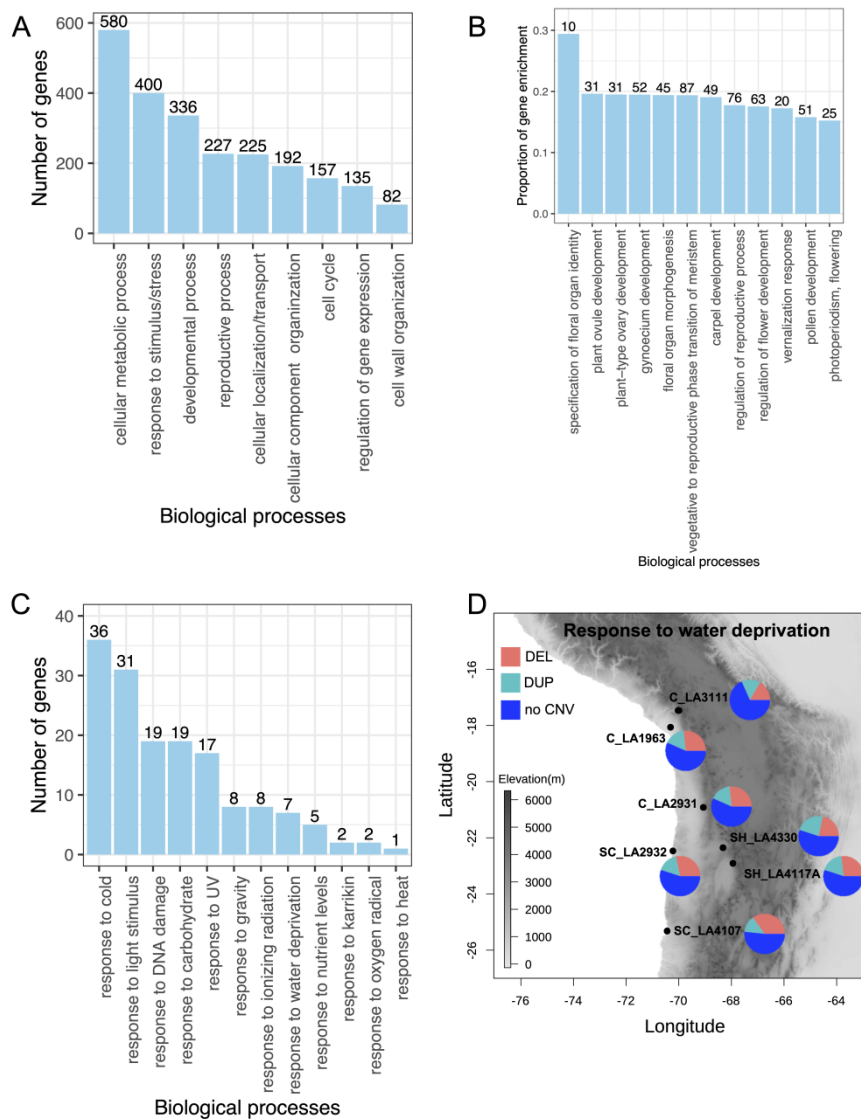 A
Number of genes
600
400
200
0
580
400
336
227
225
192
157
135
82
cellular metabolic process
response to stimulus/stress
developmental process
reproductive process
cellular localization/transport
cellular component organinzation
cell cycle
regulation of gene expression
cell wall organization
Biological processes
B
Proportion of gene enrichment
0.3
0.2
0.1
0.0
10
31
31
52
45
87
49
76
63
20
51
25
specification of floral organ identity
plant ovule development
plant-type ovary development
gynoecium development
floral organ morphogenesis
vegetative to reproductive phase transition of meristem
carpel development
regulation of reproductive process
regulation of flower development
vernalization response
pollen development
photoperiodism, flowering
Biological processes
C
Number of genes
40
30
20
10
0
36
31
19
19
17
8
8
7
5
2
2
1
response to cold
response to light stimulus
response to DNA damage
response to carbohydrate
response to UV
response to gravity
response to ionizing radiation
response to water deprivation
response to nutrient levels
response to karrikin
response to oxygen radical
response to heat
Biological processes
D
Response to water deprivation
DEL
DUP
no CNV
C_LA3111
C_LA1963
C_LA2931
SH_LA4330
SC_LA2932
SH_LA4117A
SC_LA4107
Elevation(m)
6000
5000
4000
3000
2000
1000
0
Latitude
-16
-18
-20
-22
-24
-26
-76
-74
-72
-70
-68
-66
-64
Longitude